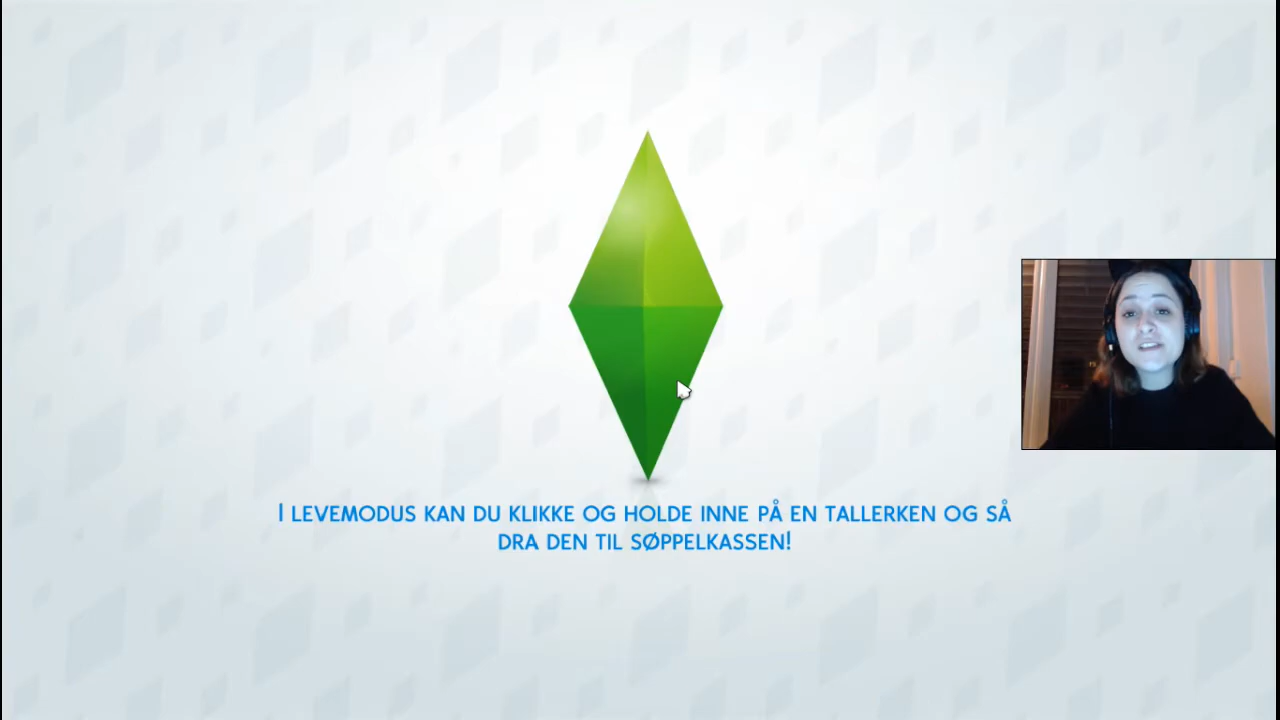 I LEVEMODUS KAN DU KLIKKE OG HOLDE INNE PÅ EN TALLERKEN OG SÅ
DRA DEN TIL SØPPELKASSEN!